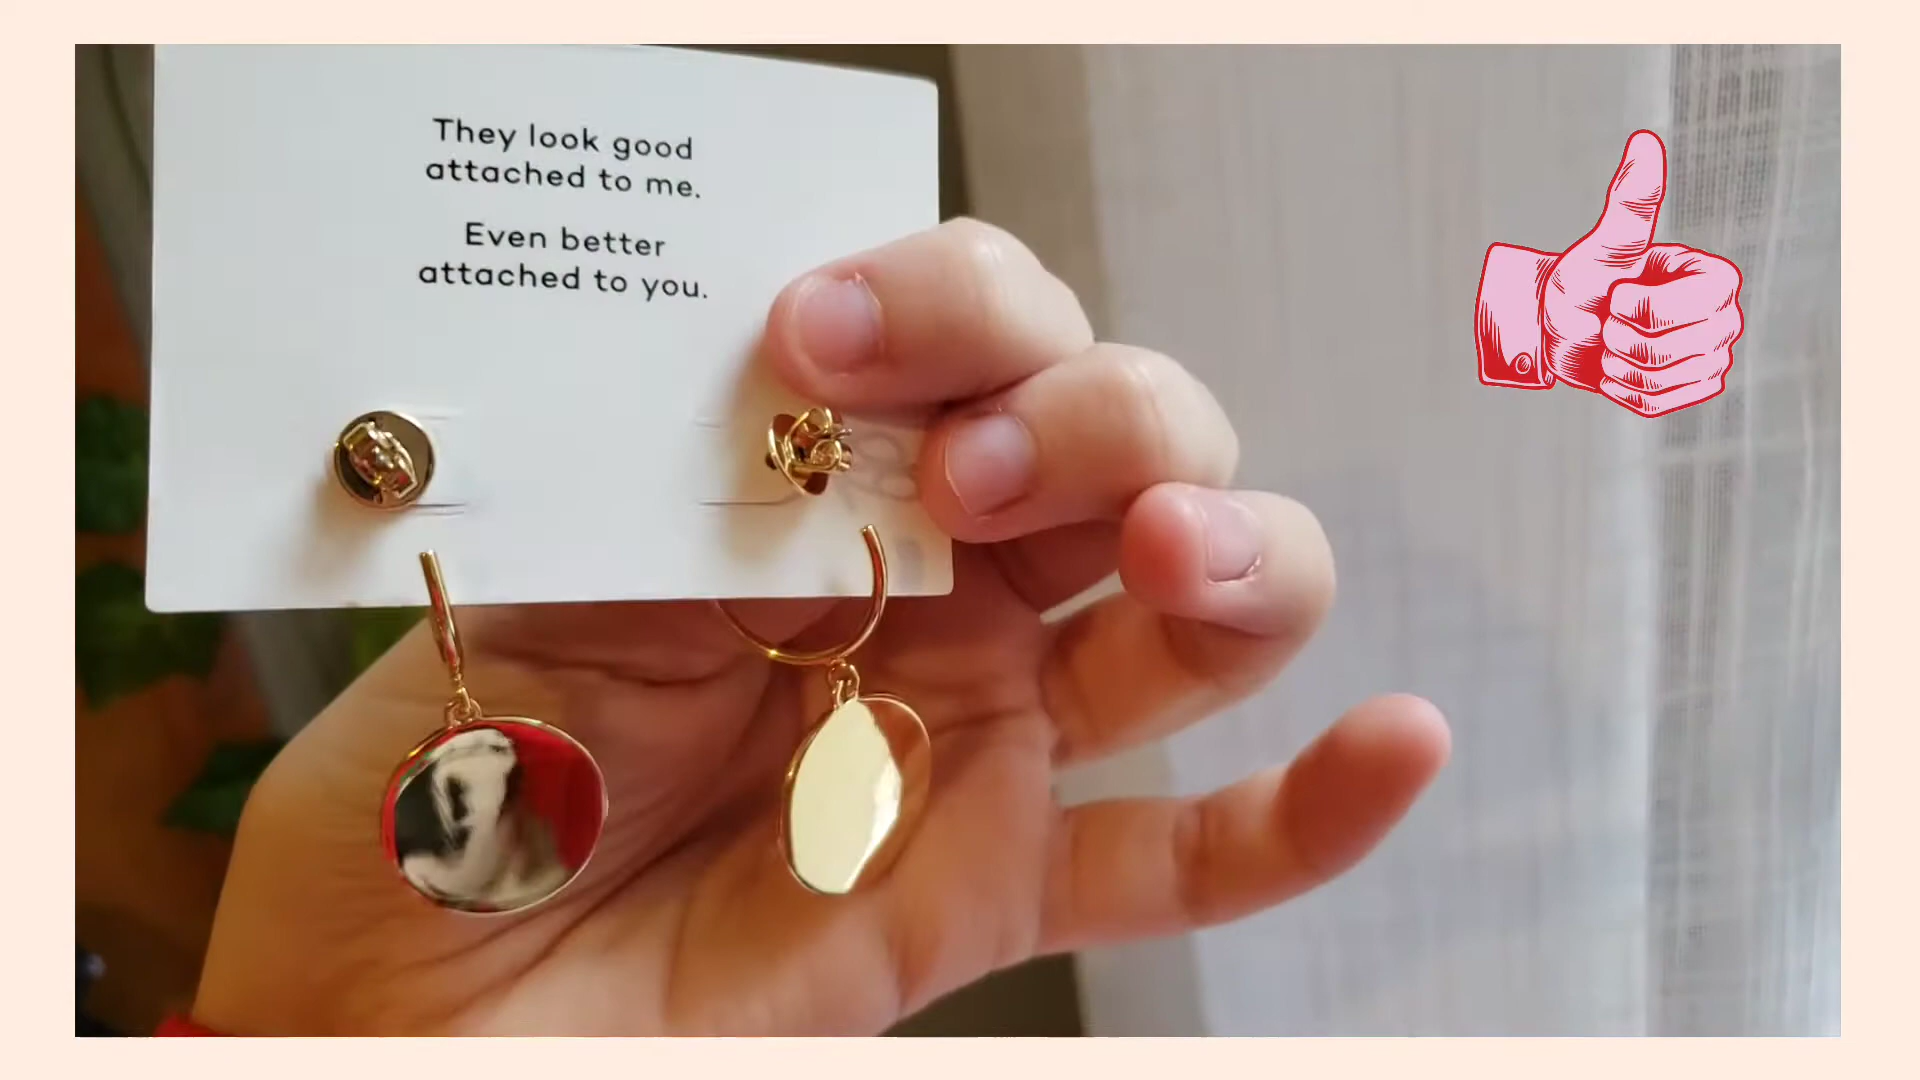 They look good
attached to me.
Even better
attached to you.